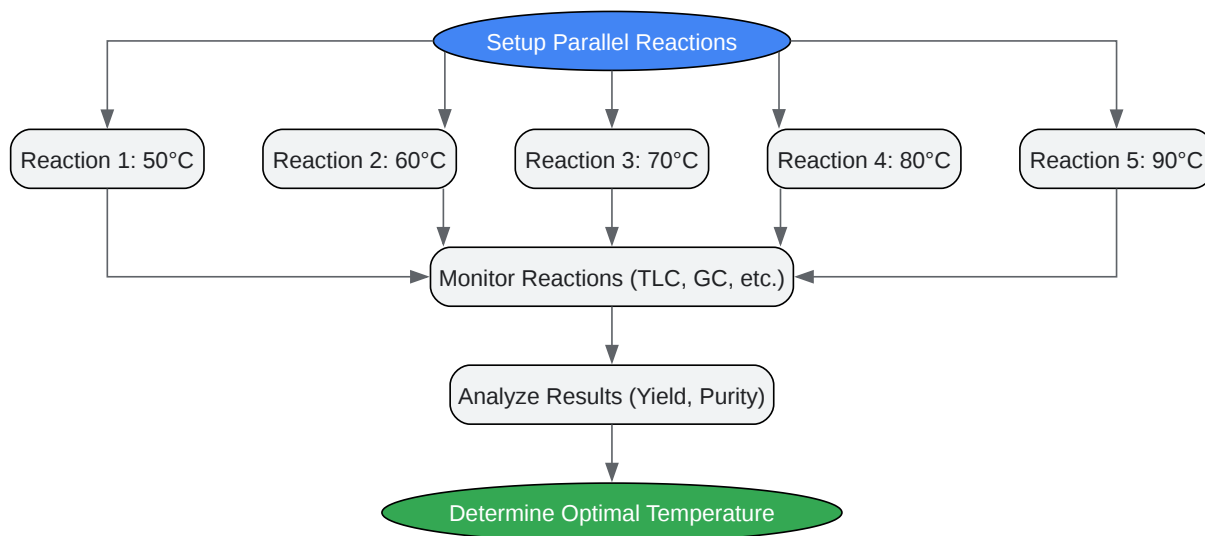 Setup Parallel Reactions
Reaction 1: 50°C
Reaction 2: 60°C
Reaction 3: 70°C
Reaction 4: 80°C
Reaction 5: 90°C
Monitor Reactions (TLC, GC, etc.)
Analyze Results (Yield, Purity)
Determine Optimal Temperature